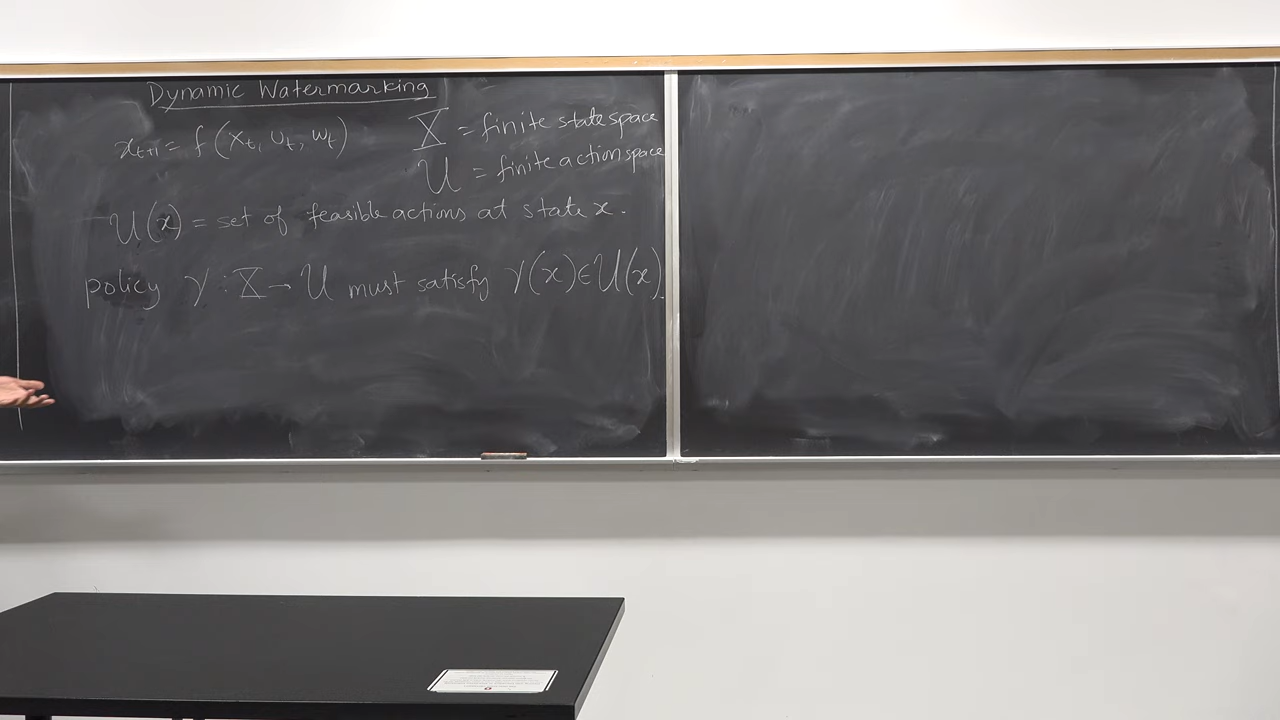 Dynamic Watermarking
x_{t+1} = f(x_t, u_t, w_t)
𝕏 = finite state space
𝒰 = finite action space
𝒰(x) = set of feasible actions at state x.
policy γ : 𝕏 → 𝒰 must satisfy γ(x) ∈ 𝒰(x).